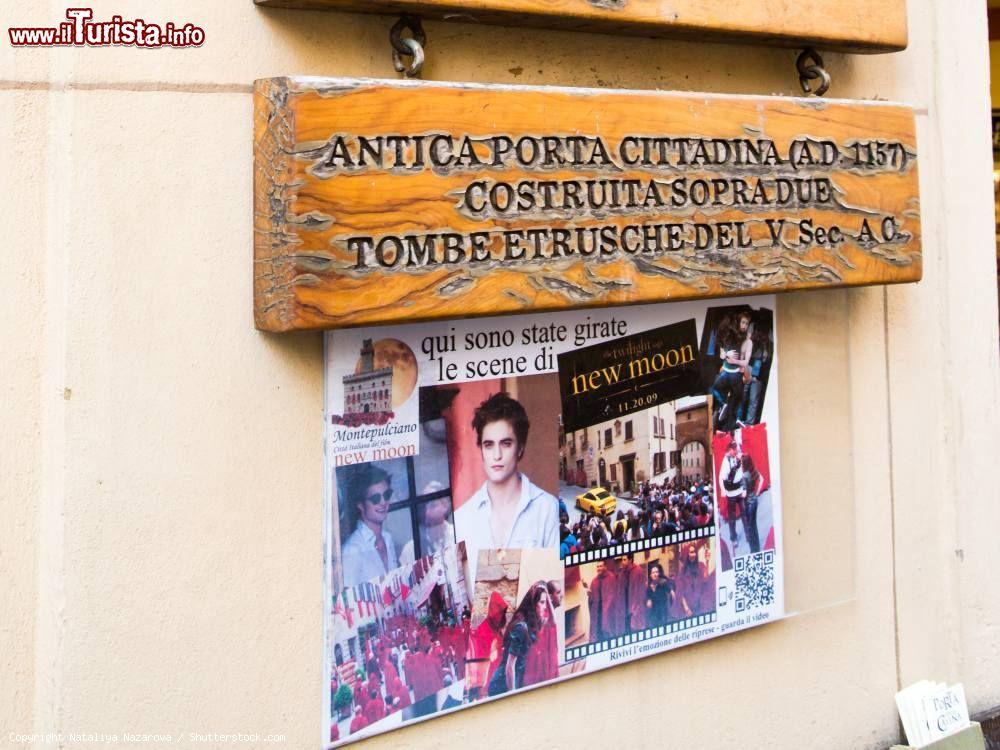 www.ilTurista.info
ANTICA PORTA CITTADINA (A.D. 1157)
COSTRUITA SOPRA DUE
TOMBE ETRUSCHE DEL V Sec. A.C.
qui sono state girate
le scene di
the twilight saga
new moon
11.20.09
Montepulciano
Città Italiana del film
new moon
Rivivi l'emozione delle riprese - guarda il video
PORTA
CAVINA
Copyright Nataliya Nazarova / Shutterstock.com